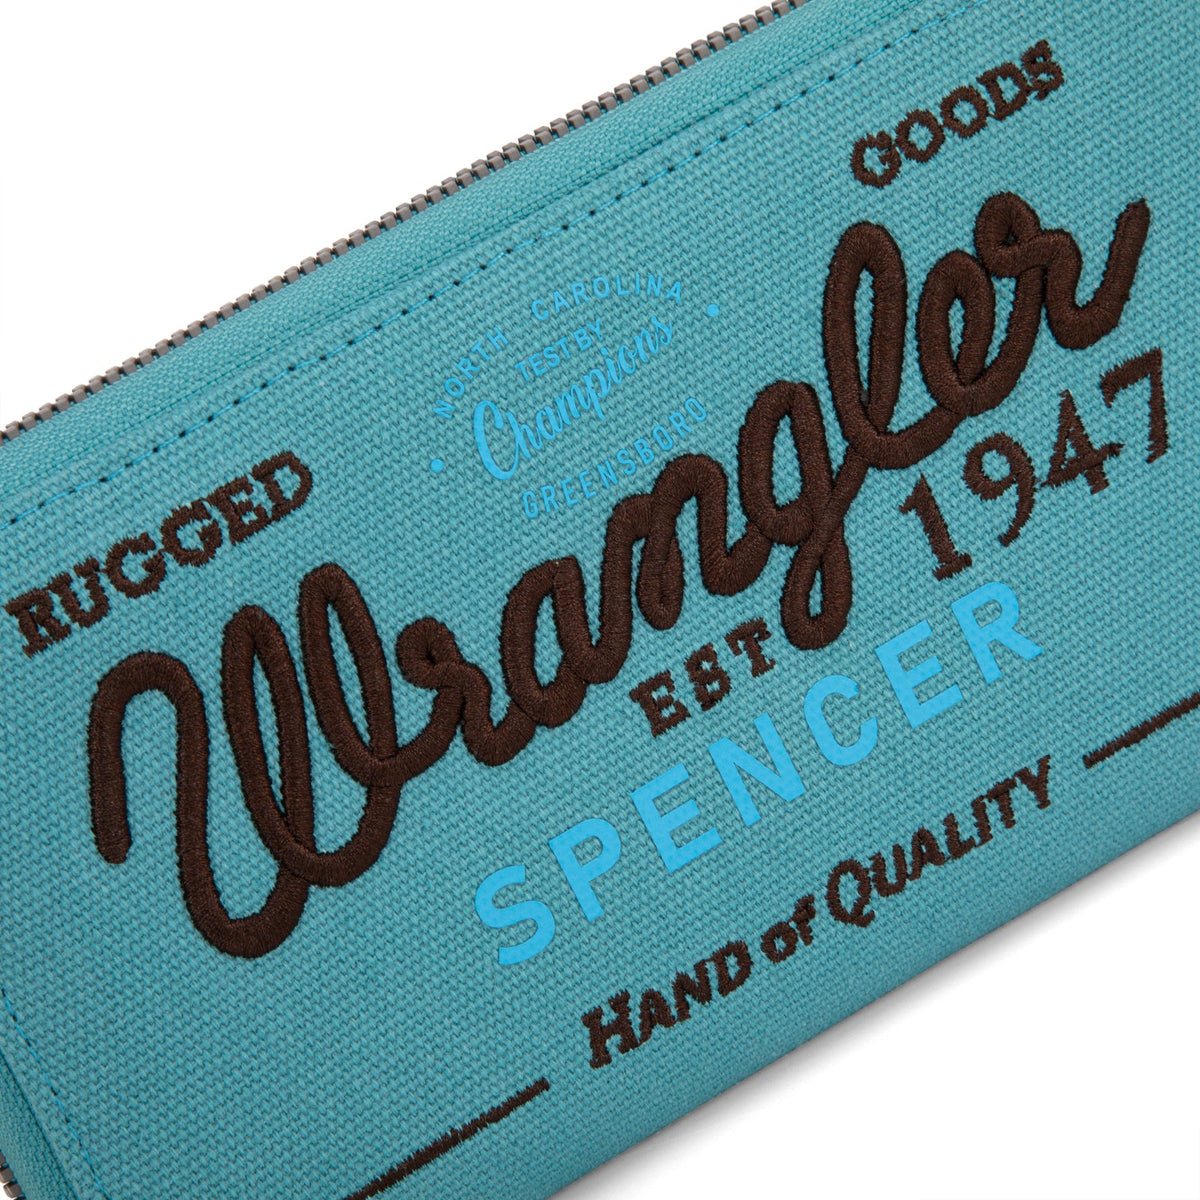 RUGGED GOODS
NORTH CAROLINA
TEST BY
Champions
GREENSBORO
Wrangler
EST 1947
SPENCER
HAND OF QUALITY